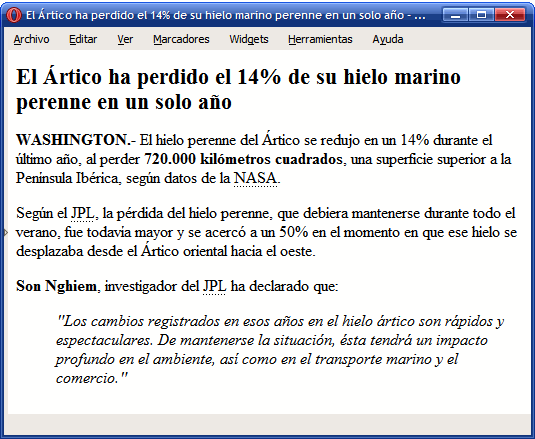 El Ártico ha perdido el 14% de su hielo marino perenne en un solo año - ...
Archivo Editar Ver Marcadores Widgets Herramientas Ayuda
El Ártico ha perdido el 14% de su hielo marino
perenne en un solo año
WASHINGTON.- El hielo perenne del Ártico se redujo en un 14% durante el
último año, al perder 720.000 kilómetros cuadrados, una superficie superior a la
Península Ibérica, según datos de la NASA.
Según el JPL, la pérdida del hielo perenne, que debiera mantenerse durante todo el
verano, fue todavía mayor y se acercó a un 50% en el momento en que ese hielo se
desplazaba desde el Ártico oriental hacia el oeste.
Son Nghiem, investigador del JPL ha declarado que:
"Los cambios registrados en esos años en el hielo ártico son rápidos y
espectaculares. De mantenerse la situación, ésta tendrá un impacto
profundo en el ambiente, así como en el transporte marino y el
comercio."